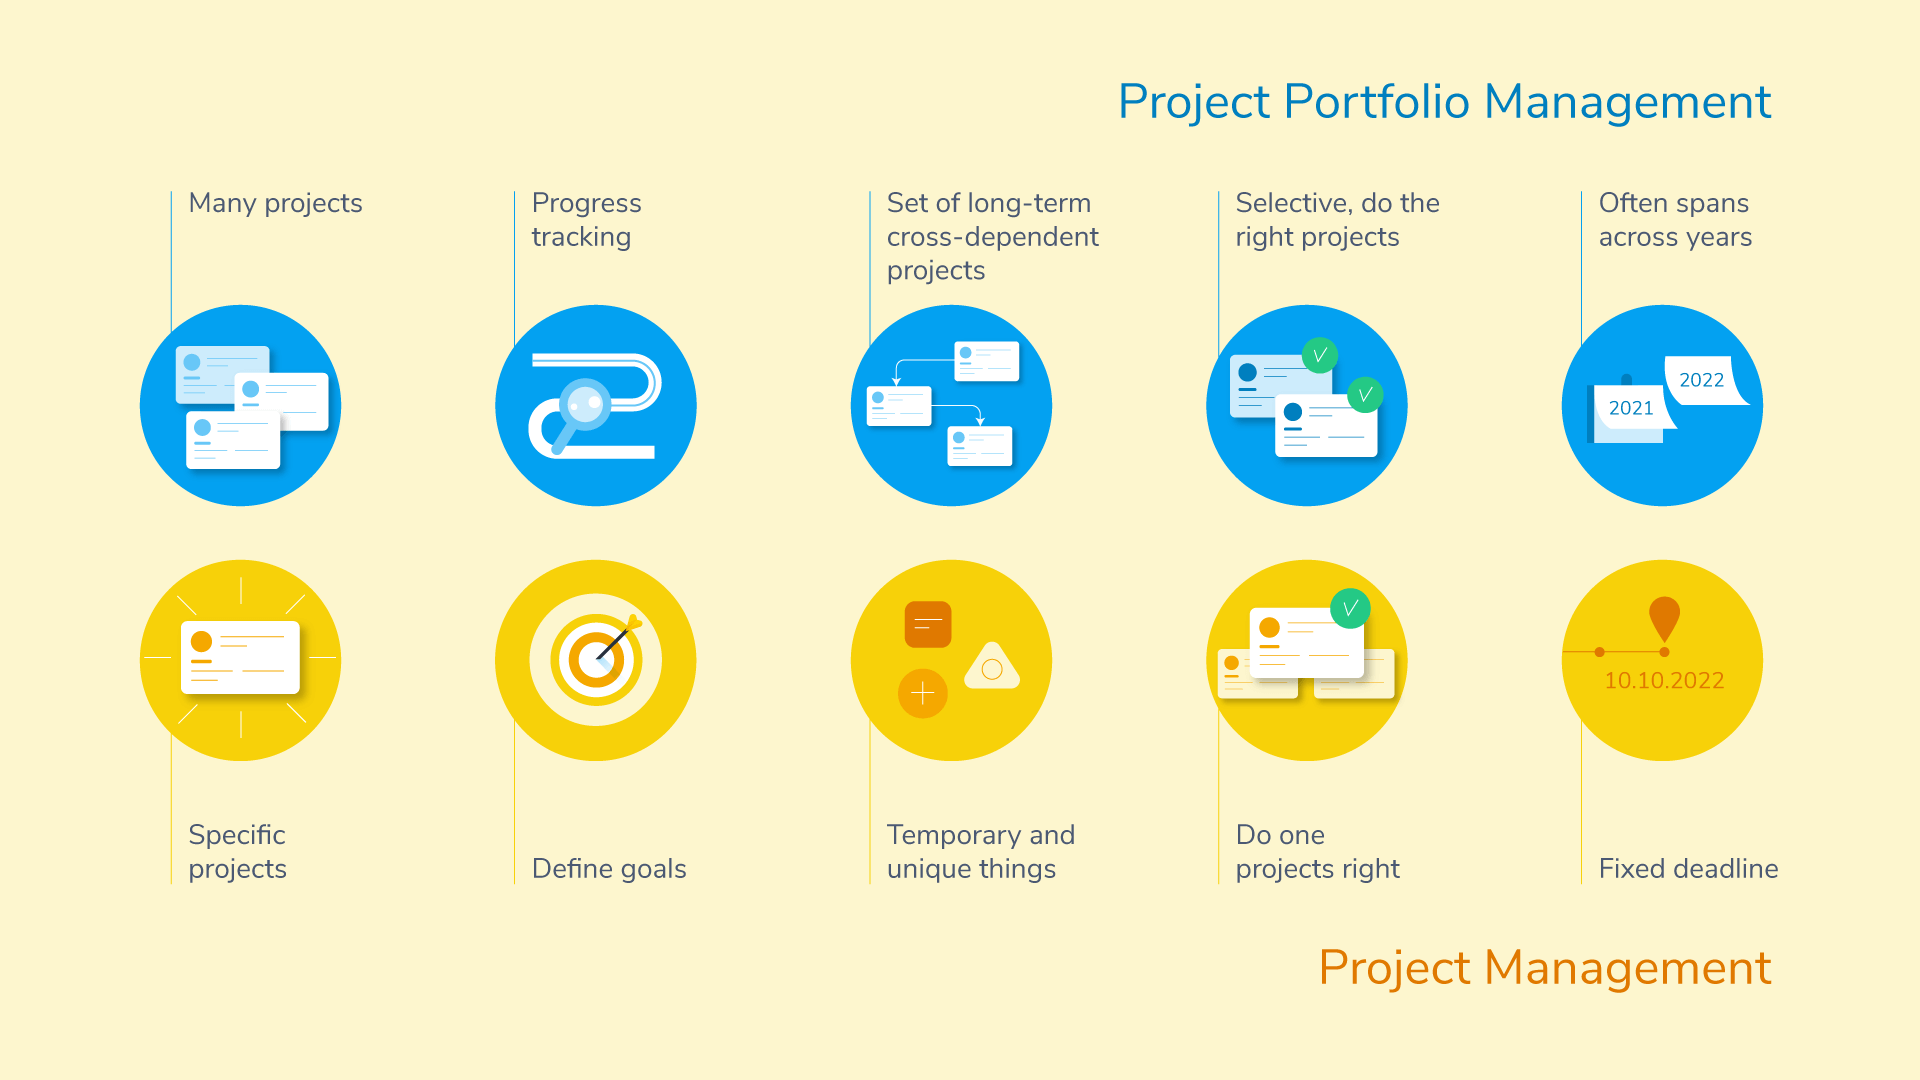 Project Portfolio Management
Many projects
Progress
tracking
Set of long-term
cross-dependent
projects
Selective, do the
right projects
Often spans
across years
2022
2021
10.10.2022
Specific
projects
Define goals
Temporary and
unique things
Do one
projects right
Fixed deadline
Project Management